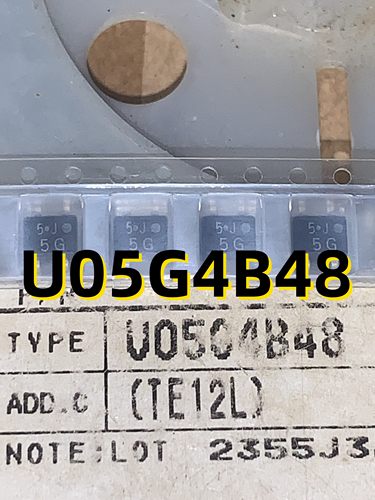 5•J 5•J 5•J 5•J
5G 5G 5G 5G
U05G4B48
TYPE U05G4B48
ADD.C (TE12L)
NOTE:LOT 2355J3